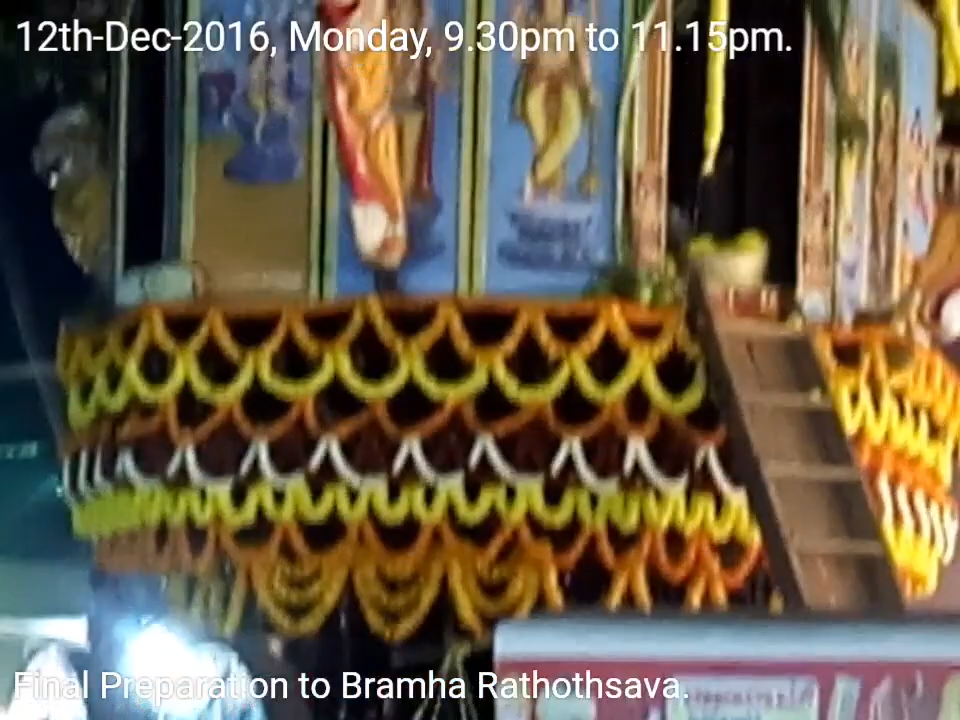 12th-Dec-2016, Monday, 9.30pm to 11.15pm.
Final Preparation to Bramha Rathothsava.